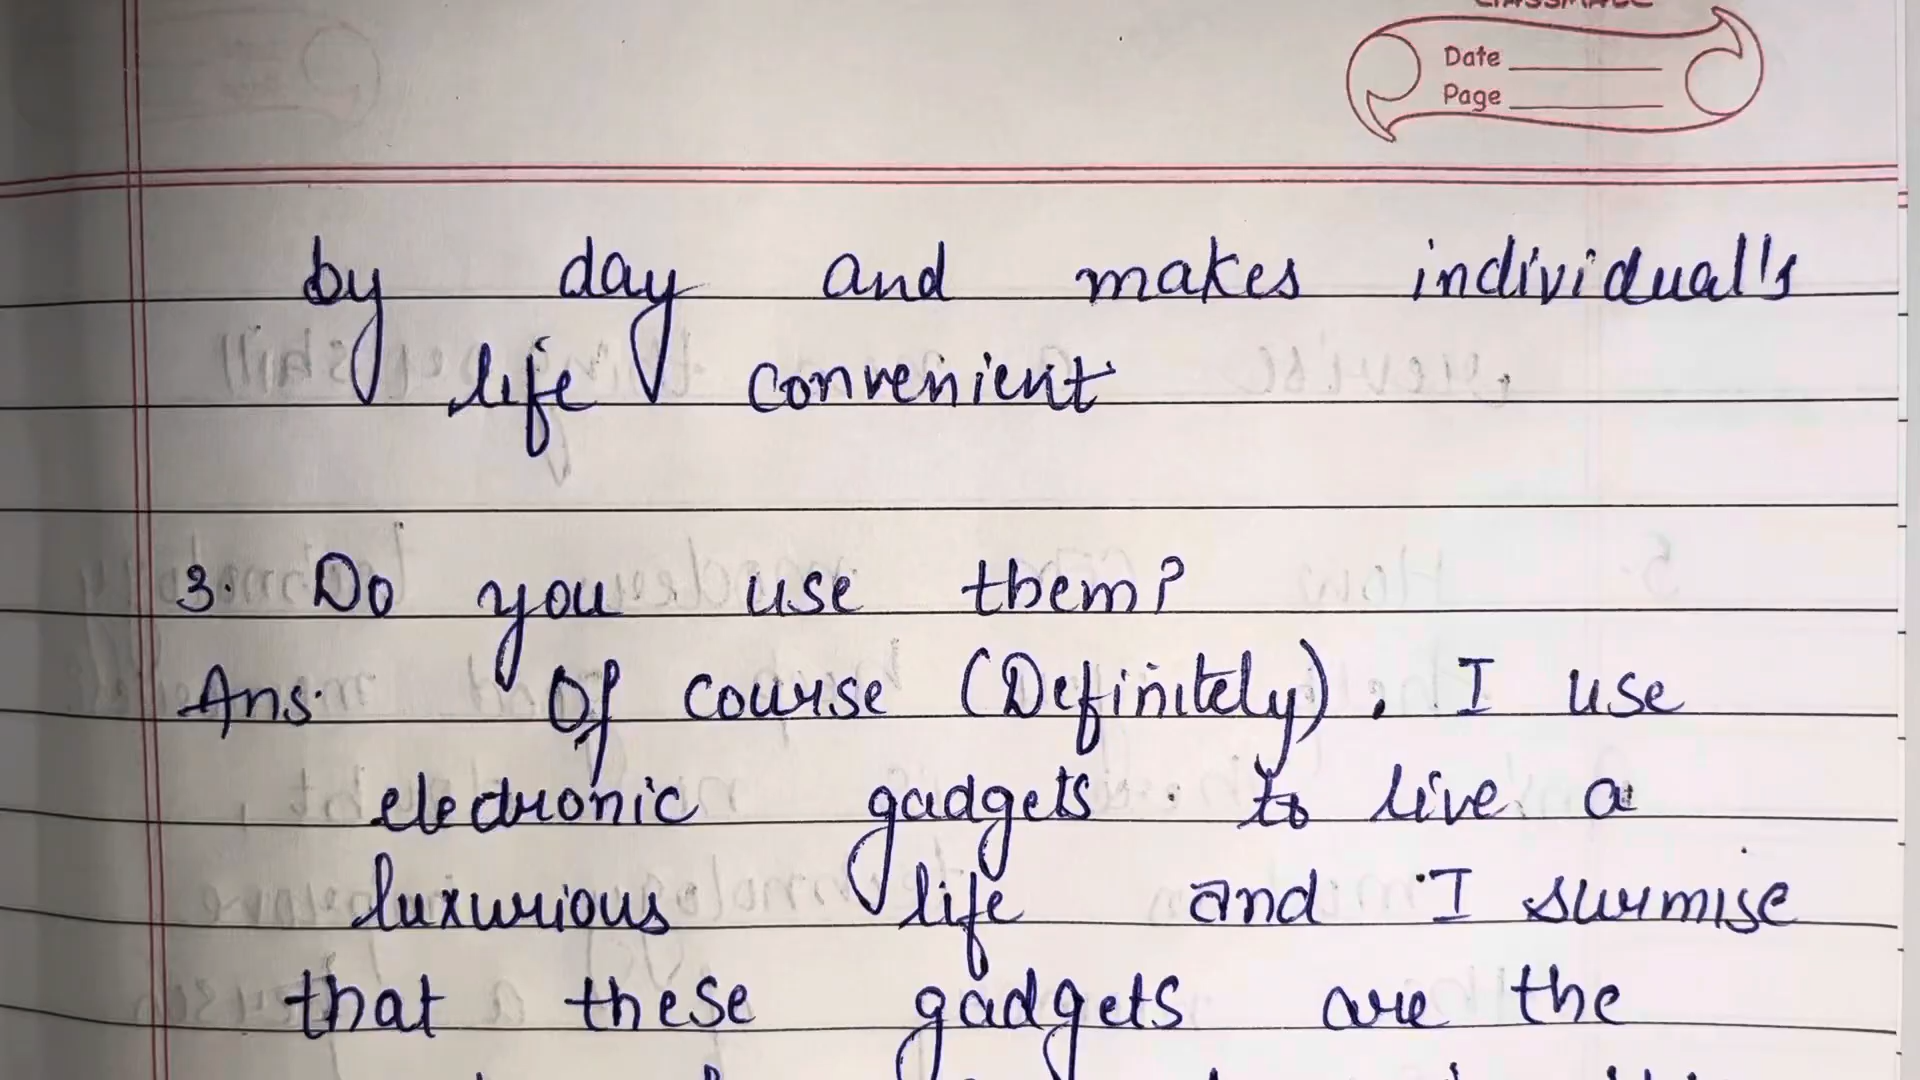 Date
Page
by day and makes individual's
life convenient
3. Do you use them?
Ans. Of course (Definitely). I use
electronic gadgets to live a
luxurious life and I surmise
that these gadgets are the